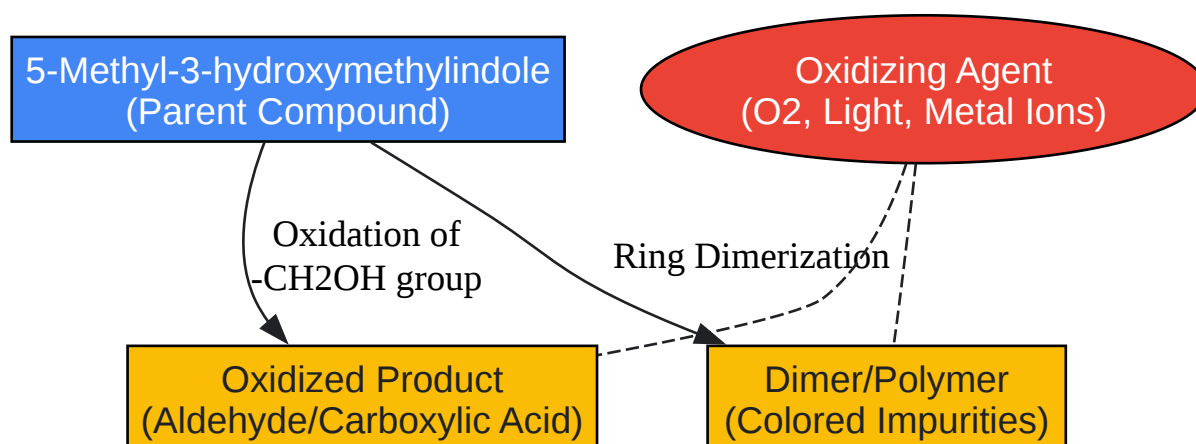 5-Methyl-3-hydroxymethylindole
(Parent Compound)
Oxidizing Agent
(O2, Light, Metal Ions)
Oxidation of
-CH2OH group
Ring Dimerization
Oxidized Product
(Aldehyde/Carboxylic Acid)
Dimer/Polymer
(Colored Impurities)